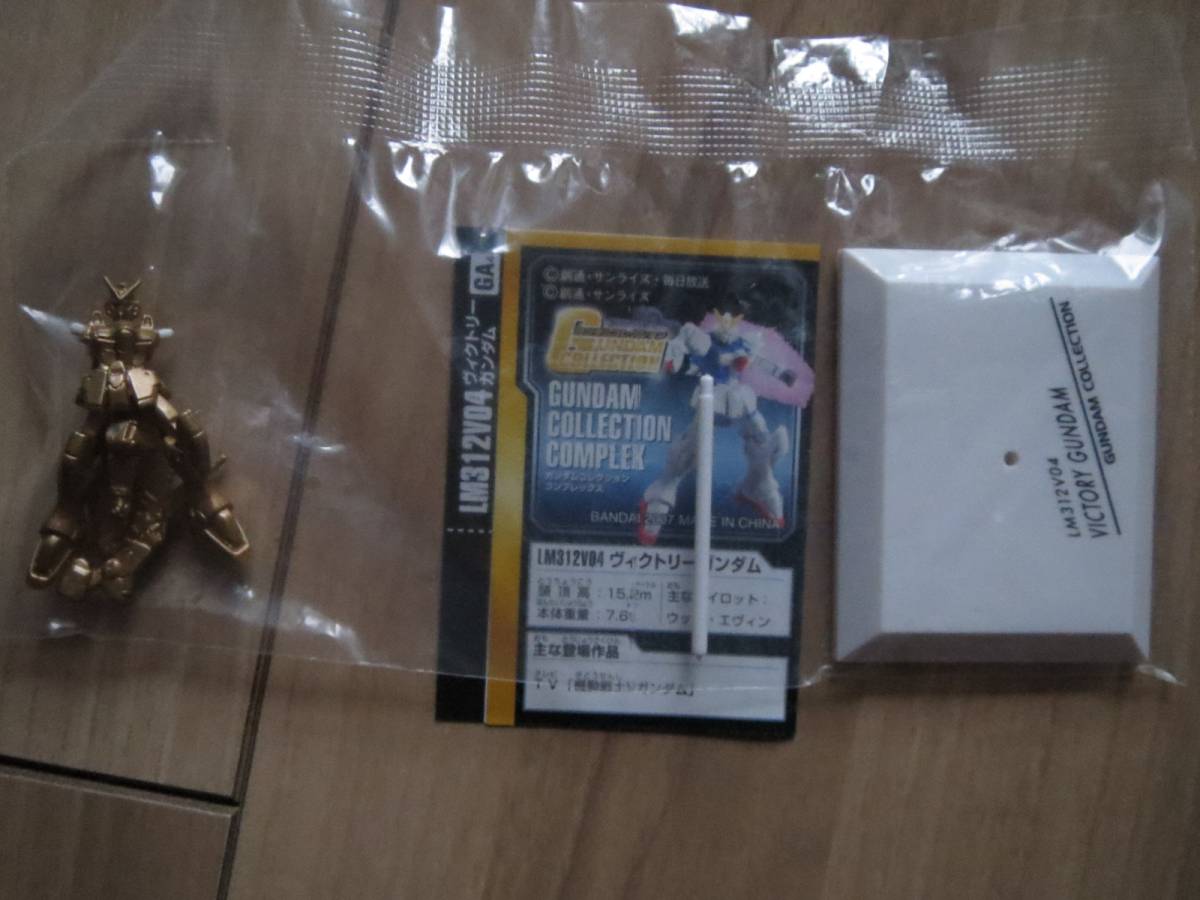 LM312V04 ヴィクトリー
ガンダム
GA
©創通・サンライズ・毎日放送
©創通・サンライズ
GUNDAM
COLLECTION
GUNDAM
COLLECTION
COMPLEX
ガンダムコレクション
コンプレックス
BANDAI 2007 MADE IN CHINA
LM312V04 ヴィクトリーガンダム
頭頂高:15.2m
本体重量:7.6
主な イロット:
ウッ ・エヴィン
主な登場作品
TV「機動戦士Vガンダム」
LM312V04
VICTORY GUNDAM
GUNDAM COLLECTION